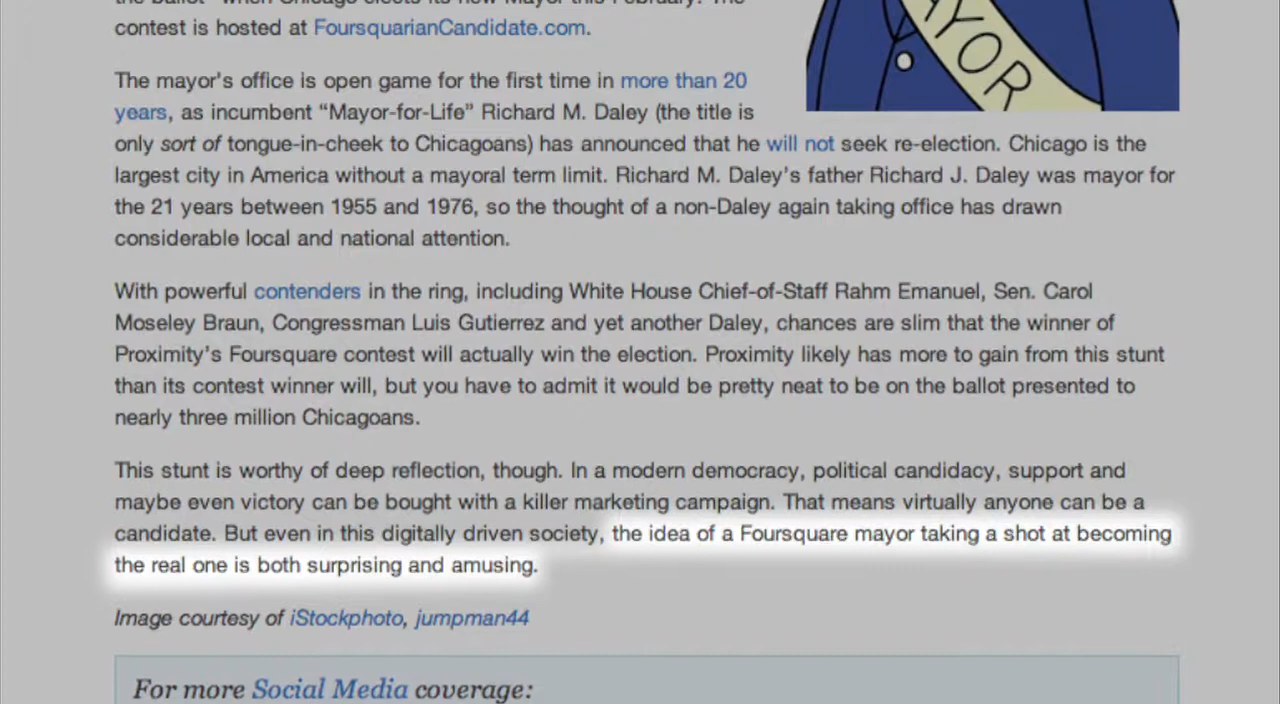 the ballot" when Chicago elects its new Mayor this February. The
contest is hosted at FoursquarianCandidate.com.
MAYOR
The mayor's office is open game for the first time in more than 20
years, as incumbent “Mayor-for-Life” Richard M. Daley (the title is
only sort of tongue-in-cheek to Chicagoans) has announced that he will not seek re-election. Chicago is the
largest city in America without a mayoral term limit. Richard M. Daley's father Richard J. Daley was mayor for
the 21 years between 1955 and 1976, so the thought of a non-Daley again taking office has drawn
considerable local and national attention.
With powerful contenders in the ring, including White House Chief-of-Staff Rahm Emanuel, Sen. Carol
Moseley Braun, Congressman Luis Gutierrez and yet another Daley, chances are slim that the winner of
Proximity's Foursquare contest will actually win the election. Proximity likely has more to gain from this stunt
than its contest winner will, but you have to admit it would be pretty neat to be on the ballot presented to
nearly three million Chicagoans.
This stunt is worthy of deep reflection, though. In a modern democracy, political candidacy, support and
maybe even victory can be bought with a killer marketing campaign. That means virtually anyone can be a
candidate. But even in this digitally driven society, the idea of a Foursquare mayor taking a shot at becoming
the real one is both surprising and amusing.
Image courtesy of iStockphoto, jumpman44
For more Social Media coverage: